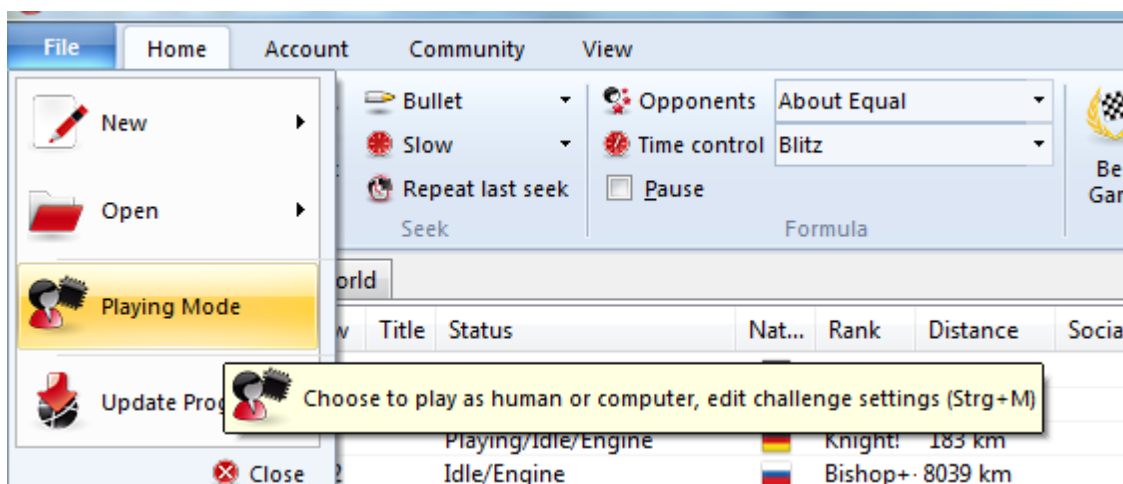 File Home Account Community View
New
Open
Playing Mode
Update Prog
Close
Bullet
Slow
Repeat last seek
Seek
Opponents About Equal
Time control Blitz
Pause
Formula
Title Status Nat... Rank Distance
Choose to play as human or computer, edit challenge settings (Strg+M)
Playing/Idle/Engine Knight! 183 km
Idle/Engine Bishop+· 8039 km